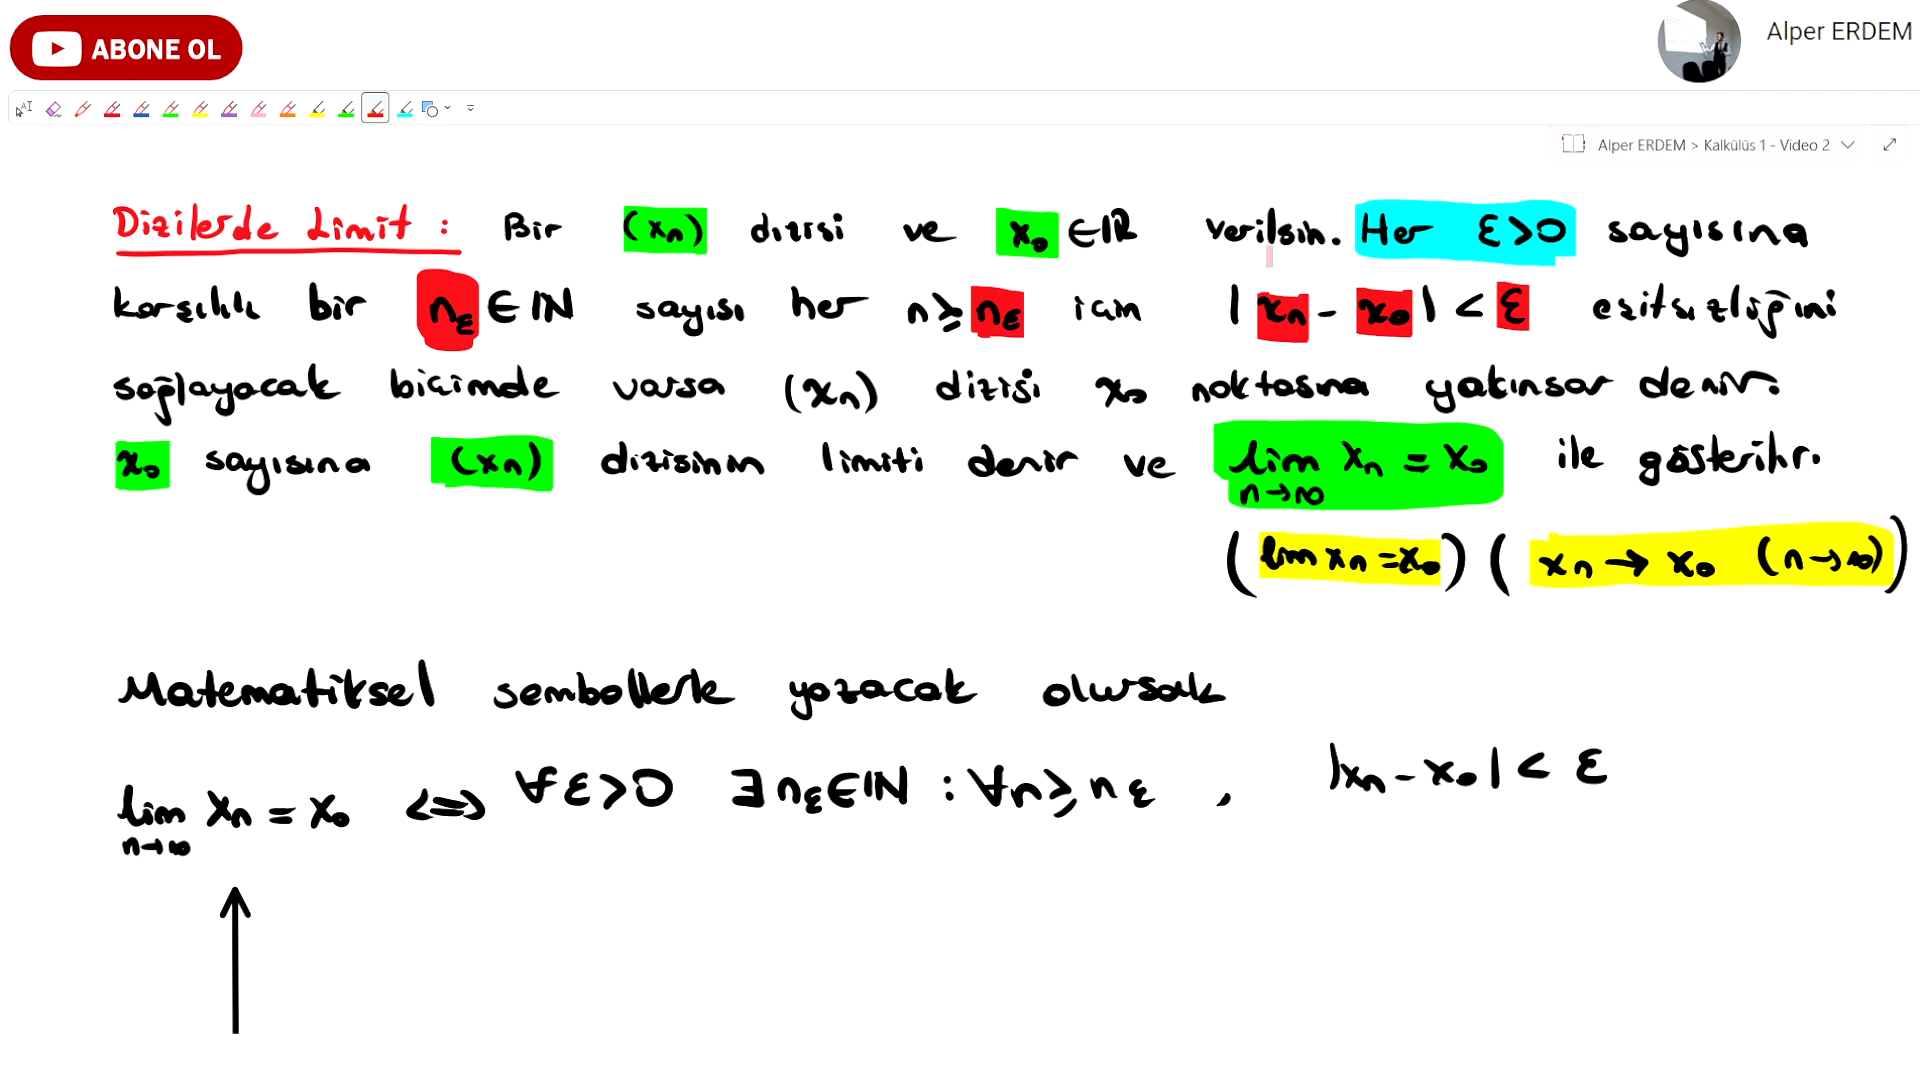 ABONE OL
Alper ERDEM
Alper ERDEM > Kalkülüs 1 - Video 2
Dizilerde Limit : Bir (xn) dizisi ve x₀ ∈ IR verilsin. Her ε>0 sayısına
karşılık bir nε ∈ IN sayısı her n ≥ nε için |xn - x₀| < ε eşitsizliğini
sağlayacak biçimde varsa (xn) dizisi x₀ noktasına yakınsar denir.
x₀ sayısına (xn) dizisinin limiti denir ve lim xn = x₀ ile gösterilir.
n→∞
(lim xn = x₀) ( xn → x₀ (n→∞) )
Matematiksel sembollerle yazacak olursak
lim xn = x₀ <=> ∀ε>0 ∃ nε∈IN : ∀n ≥ nε , |xn - x₀| < ε
n→∞